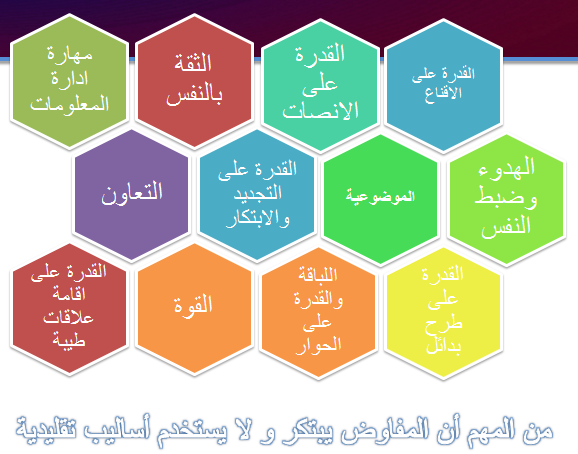 القدرة على
الاقناع
القدرة
على
الانصات
الثقة
بالنفس
مهارة
ادارة
المعلومات
الهدوء
وضبط
النفس
الموضوعية
القدرة على
التجديد
والابتكار
التعاون
القدرة
على
طرح
بدائل
اللباقة
والقدرة
على
الحوار
القوة
القدرة على
اقامة
علاقات
طيبة
من المهم أن المفاوض يبتكر و لا يستخدم أساليب تقليدية